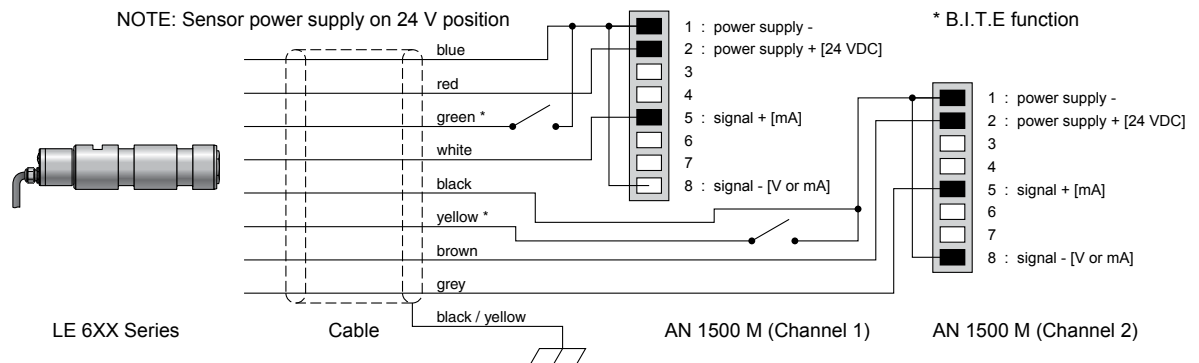 NOTE: Sensor power supply on 24 V position
* B.I.T.E function
blue
red
green *
white
black
yellow *
brown
grey
black / yellow
1 : power supply -
2 : power supply + [24 VDC]
3
4
5 : signal + [mA]
6
7
8 : signal - [V or mA]
1 : power supply -
2 : power supply + [24 VDC]
3
4
5 : signal + [mA]
6
7
8 : signal - [V or mA]
LE 6XX Series
Cable
AN 1500 M (Channel 1)
AN 1500 M (Channel 2)